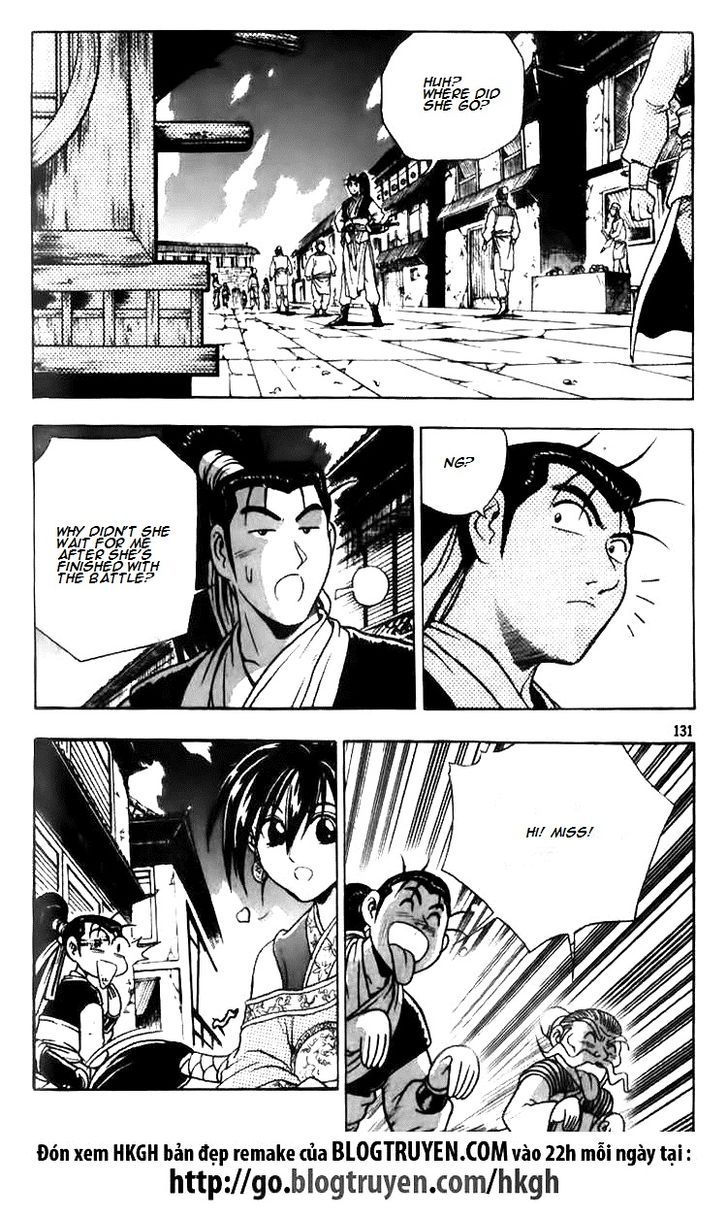 HUH?
WHERE DID
SHE GO?
WHY DIDN'T SHE
WAIT FOR ME
AFTER SHE'S
FINISHED WITH
THE BATTLE?
NG?
131
HI! MISS!
Đón xem HKGH bản đẹp remake của BLOGTRUYEN.COM vào 22h mỗi ngày tại :
http://go.blogtruyen.com/hkgh